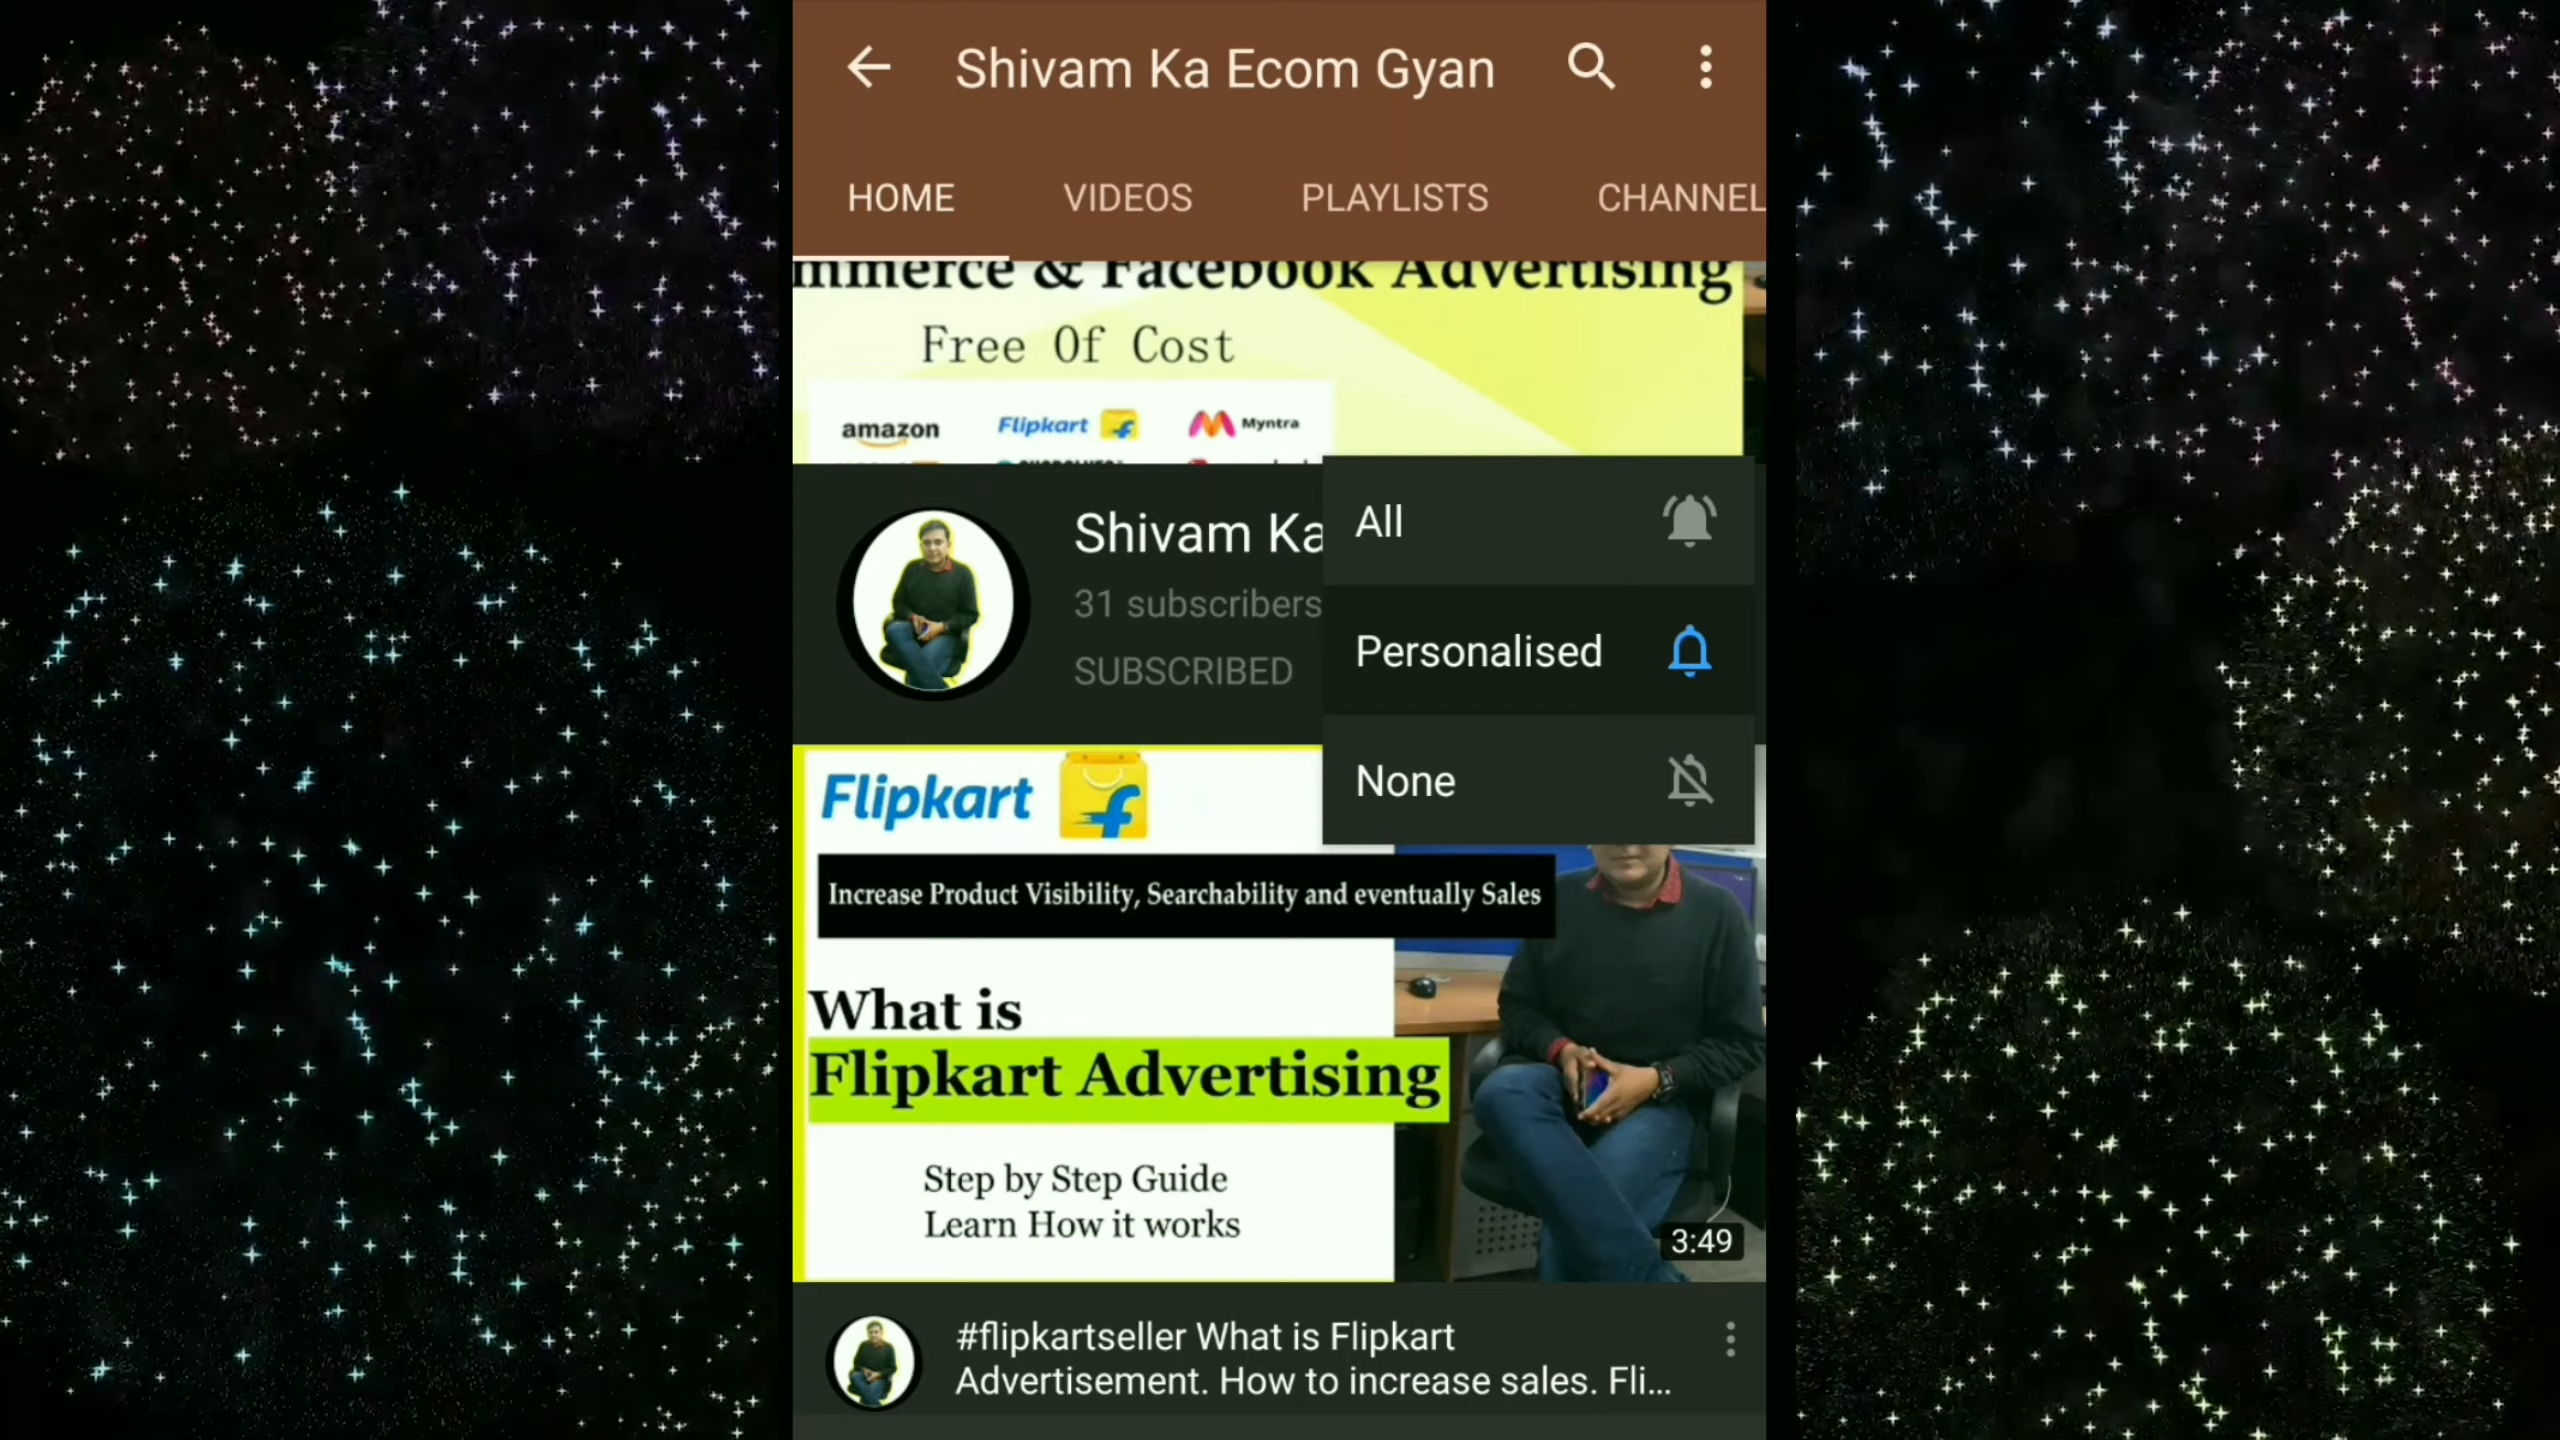 Shivam Ka Ecom Gyan
HOME VIDEOS PLAYLISTS CHANNEL
mmerce & Facebook Advertising
Free Of Cost
amazon Flipkart Myntra
Shivam Ka
31 subscribers
SUBSCRIBED
All
Personalised
None
Flipkart
Increase Product Visibility, Searchability and eventually Sales
What is
Flipkart Advertising
Step by Step Guide
Learn How it works
3:49
#flipkartseller What is Flipkart
Advertisement. How to increase sales. Fli...